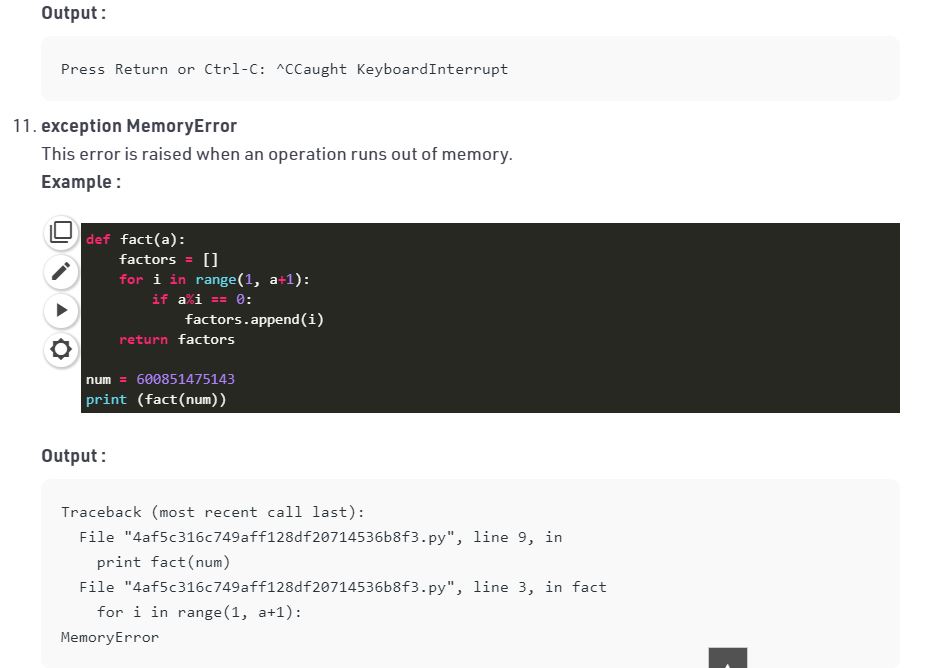 Output :
Press Return or Ctrl-C: ^CCaught KeyboardInterrupt
11. exception MemoryError
This error is raised when an operation runs out of memory.
Example :
def fact(a):
    factors = []
    for i in range(1, a+1):
        if a%i == 0:
            factors.append(i)
    return factors
num = 600851475143
print (fact(num))
Output :
Traceback (most recent call last):
  File "4af5c316c749aff128df20714536b8f3.py", line 9, in
    print fact(num)
  File "4af5c316c749aff128df20714536b8f3.py", line 3, in fact
    for i in range(1, a+1):
MemoryError